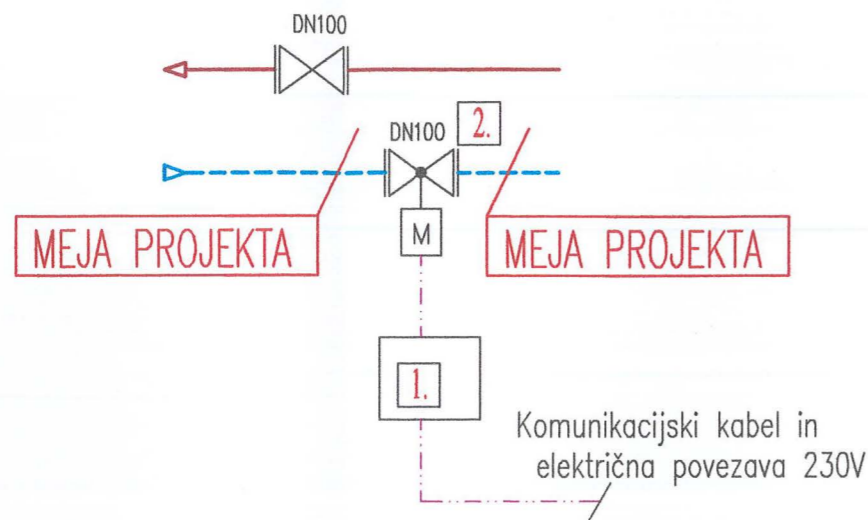 DN100
DN100
2.
MEJA PROJEKTA
MEJA PROJEKTA
M
1.
Komunikacijski kabel in
električna povezava 230V